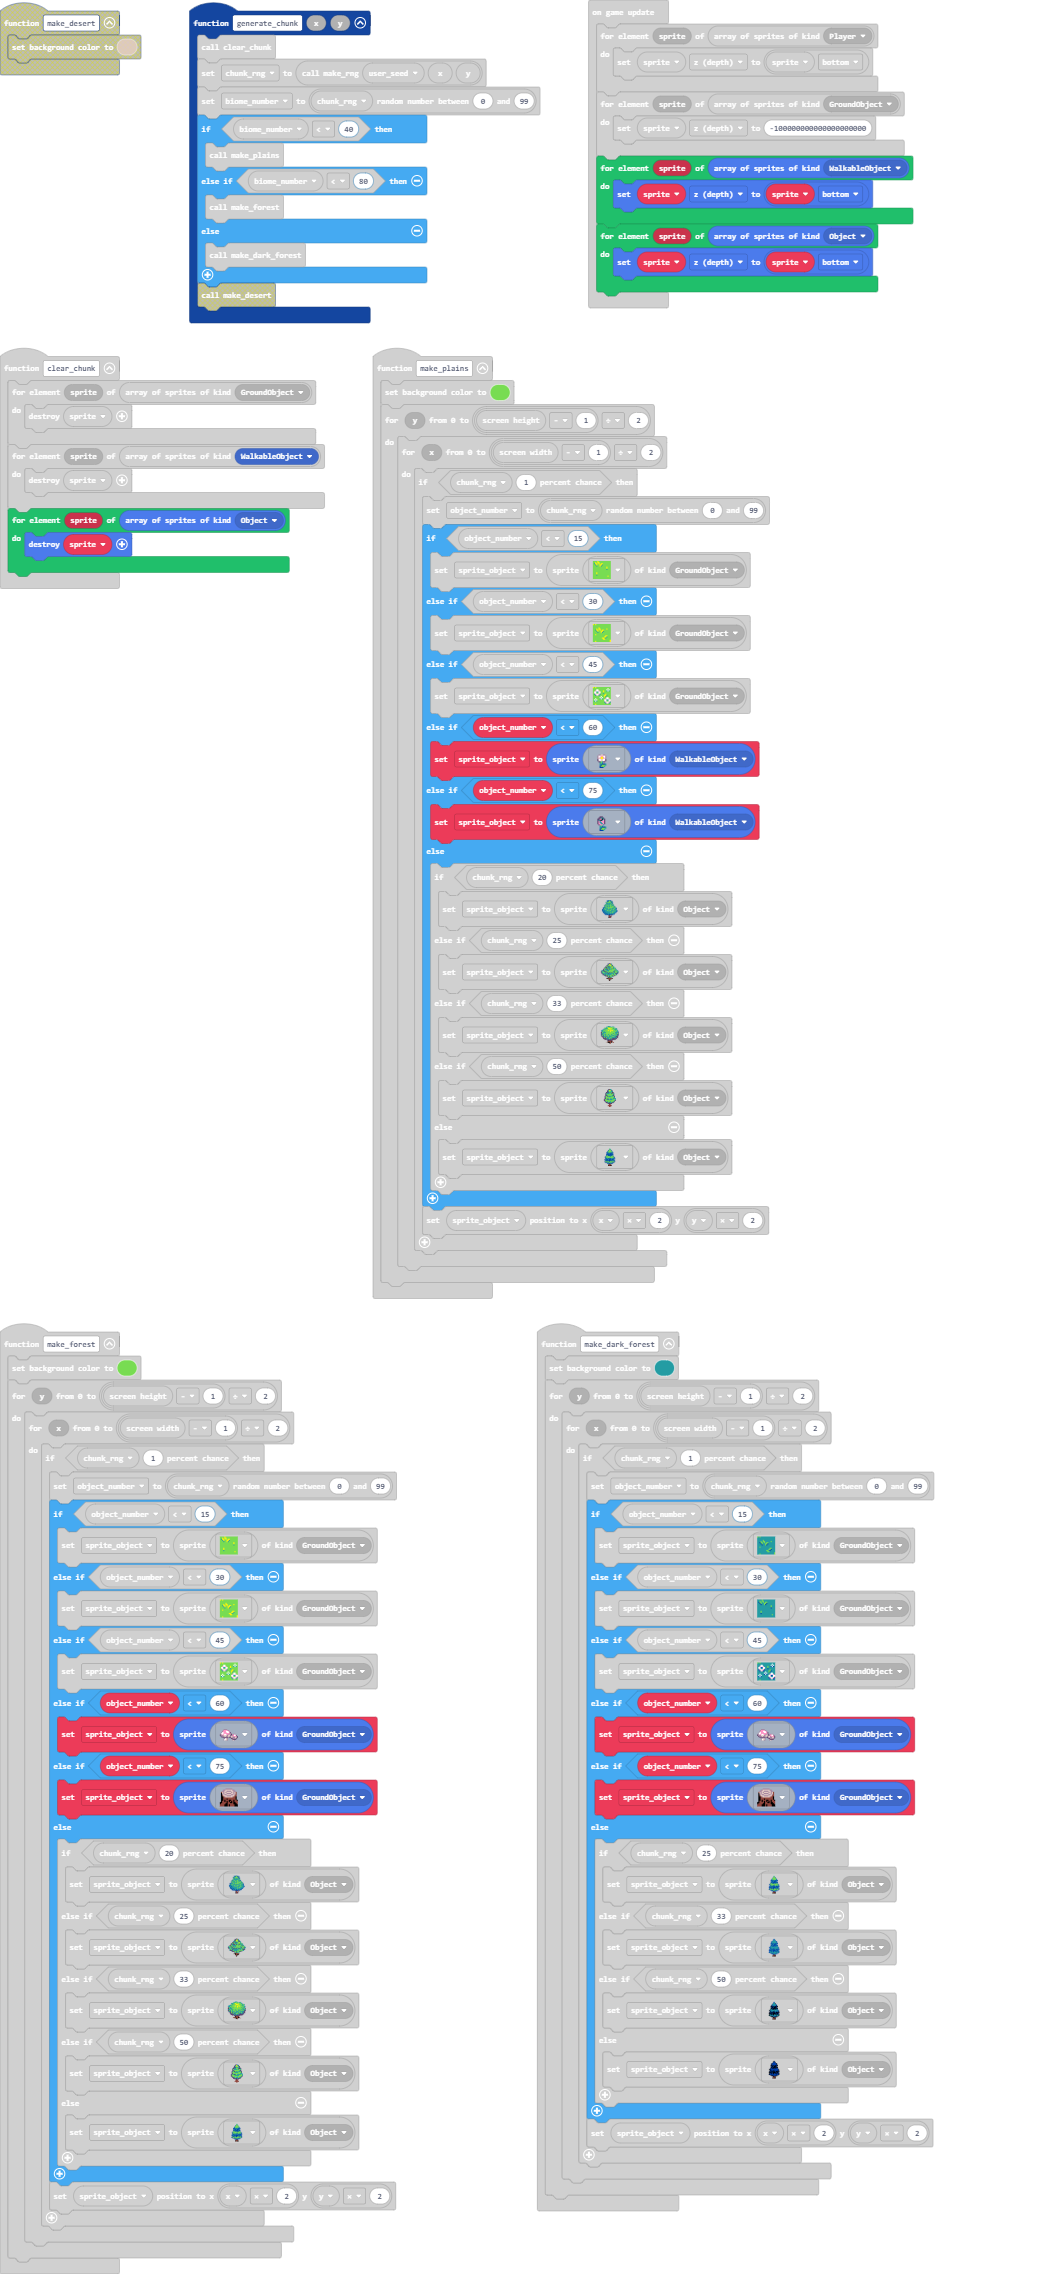 function make_desert
set background color to
function generate_chunk x y
call clear_chunk
set chunk_rng to call make_rng user_seed x y
set biome_number to chunk_rng random number between 0 and 99
if biome_number < 40 then
call make_plains
else if biome_number < 80 then
call make_forest
else
call make_dark_forest
call make_desert
on game update
for element sprite of array of sprites of kind Player
do
set sprite z (depth) to sprite bottom
for element sprite of array of sprites of kind GroundObject
do
set sprite z (depth) to
for element sprite of array of sprites of kind WalkableObject
do
set sprite z (depth) to sprite bottom
for element sprite of array of sprites of kind Object
do
set sprite z (depth) to sprite bottom
function clear_chunk
for element sprite of array of sprites of kind GroundObject
do
destroy sprite
for element sprite of array of sprites of kind WalkableObject
do
destroy sprite
for element sprite of array of sprites of kind Object
do
destroy sprite
function make_plains
set background color to
for y from 0 to screen height - 1 ÷ 2
do
for x from 0 to screen width - 1 ÷ 2
do
if chunk_rng 1 percent chance then
set object_number to chunk_rng random number between 0 and 99
if object_number < 15 then
set sprite_object to sprite of kind GroundObject
else if object_number < 30 then
set sprite_object to sprite of kind GroundObject
else if object_number < 45 then
set sprite_object to sprite of kind GroundObject
else if object_number < 60 then
set sprite_object to sprite of kind WalkableObject
else if object_number < 75 then
set sprite_object to sprite of kind WalkableObject
else
if chunk_rng 20 percent chance then
set sprite_object to sprite of kind Object
else if chunk_rng 25 percent chance then
set sprite_object to sprite of kind Object
else if chunk_rng 33 percent chance then
set sprite_object to sprite of kind Object
else if chunk_rng 50 percent chance then
set sprite_object to sprite of kind Object
else
set sprite_object to sprite of kind Object
set sprite_object position to x x × 2 y y × 2
function make_forest
set background color to
for y from 0 to screen height - 1 ÷ 2
do
for x from 0 to screen width - 1 ÷ 2
do
if chunk_rng 1 percent chance then
set object_number to chunk_rng random number between 0 and 99
if object_number < 15 then
set sprite_object to sprite of kind GroundObject
else if object_number < 30 then
set sprite_object to sprite of kind GroundObject
else if object_number < 45 then
set sprite_object to sprite of kind GroundObject
else if object_number < 60 then
set sprite_object to sprite of kind GroundObject
else if object_number < 75 then
set sprite_object to sprite of kind GroundObject
else
if chunk_rng 20 percent chance then
set sprite_object to sprite of kind Object
else if chunk_rng 25 percent chance then
set sprite_object to sprite of kind Object
else if chunk_rng 33 percent chance then
set sprite_object to sprite of kind Object
else if chunk_rng 50 percent chance then
set sprite_object to sprite of kind Object
else
set sprite_object to sprite of kind Object
set sprite_object position to x x × 2 y y × 2
function make_dark_forest
set background color to
for y from 0 to screen height - 1 ÷ 2
do
for x from 0 to screen width - 1 ÷ 2
do
if chunk_rng 1 percent chance then
set object_number to chunk_rng random number between 0 and 99
if object_number < 15 then
set sprite_object to sprite of kind GroundObject
else if object_number < 30 then
set sprite_object to sprite of kind GroundObject
else if object_number < 45 then
set sprite_object to sprite of kind GroundObject
else if object_number < 60 then
set sprite_object to sprite of kind GroundObject
else if object_number < 75 then
set sprite_object to sprite of kind GroundObject
else
if chunk_rng 25 percent chance then
set sprite_object to sprite of kind Object
else if chunk_rng 33 percent chance then
set sprite_object to sprite of kind Object
else if chunk_rng 50 percent chance then
set sprite_object to sprite of kind Object
else
set sprite_object to sprite of kind Object
set sprite_object position to x x × 2 y y × 2